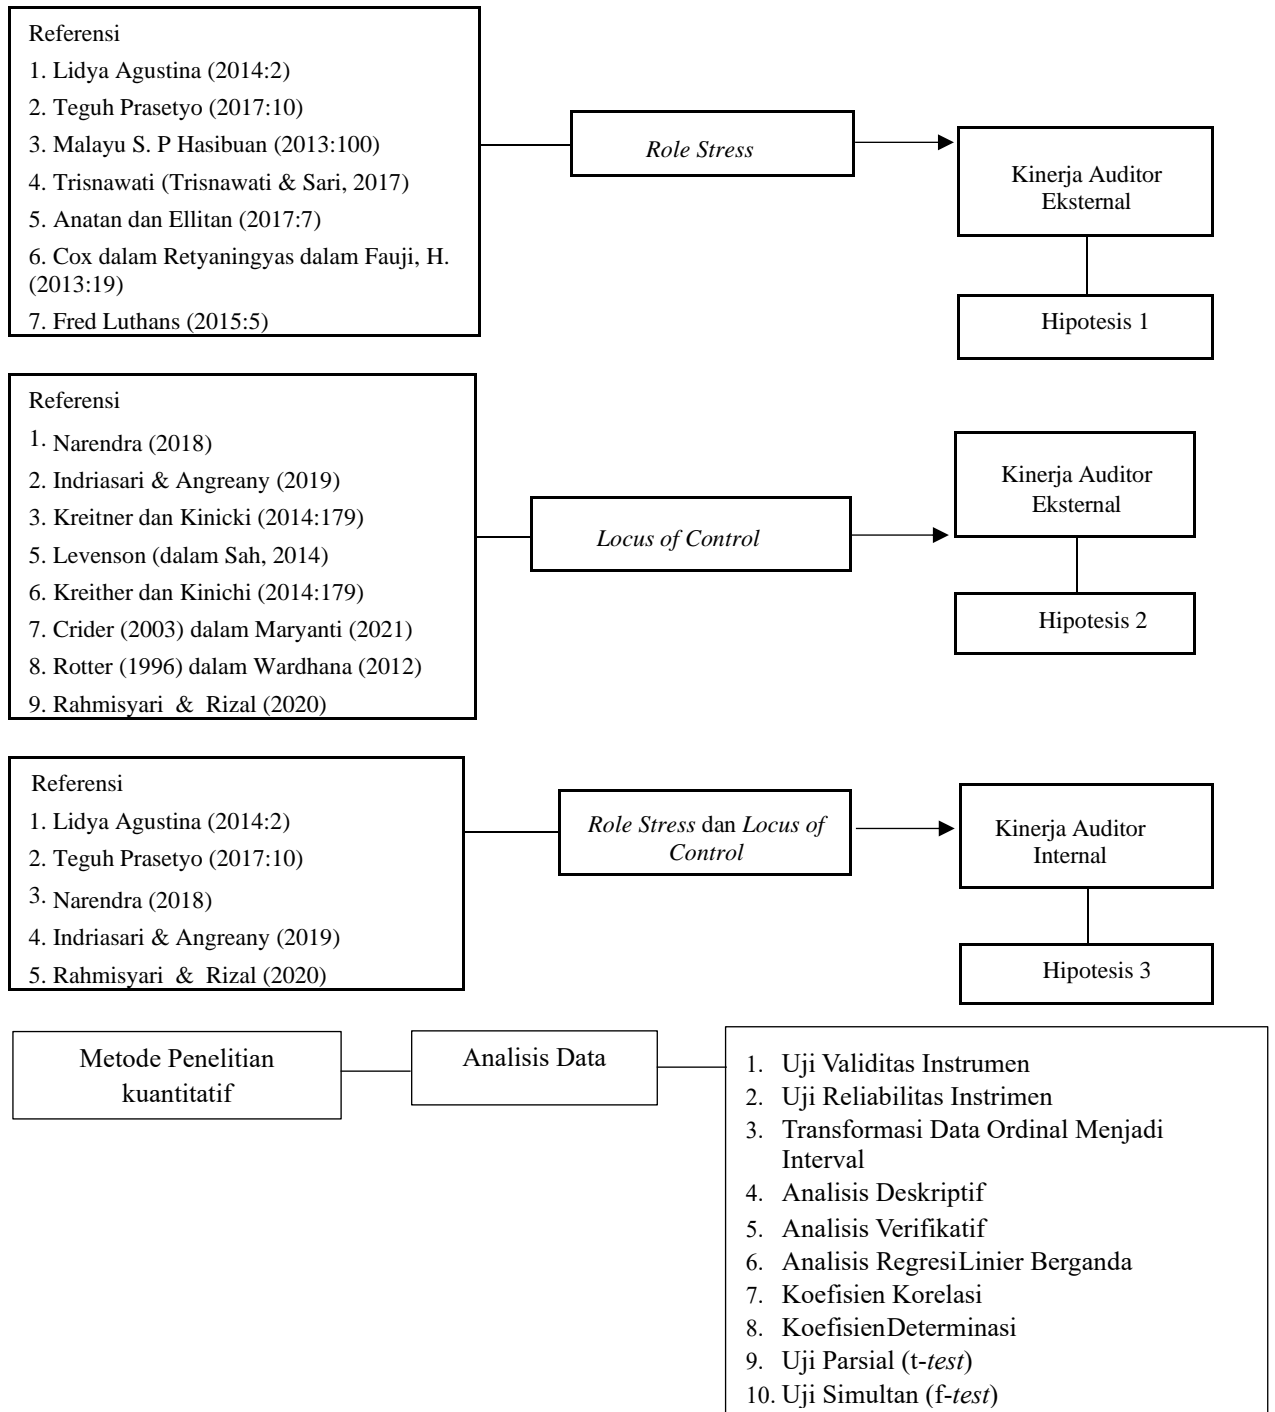 Referensi
1. Lidya Agustina (2014:2)
2. Teguh Prasetyo (2017:10)
3. Malayu S. P Hasibuan (2013:100)
4. Trisnawati (Trisnawati & Sari, 2017)
5. Anatan dan Ellitan (2017:7)
6. Cox dalam Retyaningyas dalam Fauji, H.
(2013:19)
7. Fred Luthans (2015:5)
Role Stress
Kinerja Auditor
Eksternal
Hipotesis 1
Referensi
1. Narendra (2018)
2. Indriasari & Angreany (2019)
3. Kreitner dan Kinicki (2014:179)
5. Levenson (dalam Sah, 2014)
6. Kreither dan Kinichi (2014:179)
7. Crider (2003) dalam Maryanti (2021)
8. Rotter (1996) dalam Wardhana (2012)
9. Rahmisyari & Rizal (2020)
Locus of Control
Kinerja Auditor
Eksternal
Hipotesis 2
Referensi
1. Lidya Agustina (2014:2)
2. Teguh Prasetyo (2017:10)
3. Narendra (2018)
4. Indriasari & Angreany (2019)
5. Rahmisyari & Rizal (2020)
Role Stress dan Locus of
Control
Kinerja Auditor
Internal
Hipotesis 3
Metode Penelitian
kuantitatif
Analisis Data
1. Uji Validitas Instrumen
2. Uji Reliabilitas Instrimen
3. Transformasi Data Ordinal Menjadi
Interval
4. Analisis Deskriptif
5. Analisis Verifikatif
6. Analisis RegresiLinier Berganda
7. Koefisien Korelasi
8. KoefisienDeterminasi
9. Uji Parsial (t-test)
10. Uji Simultan (f-test)